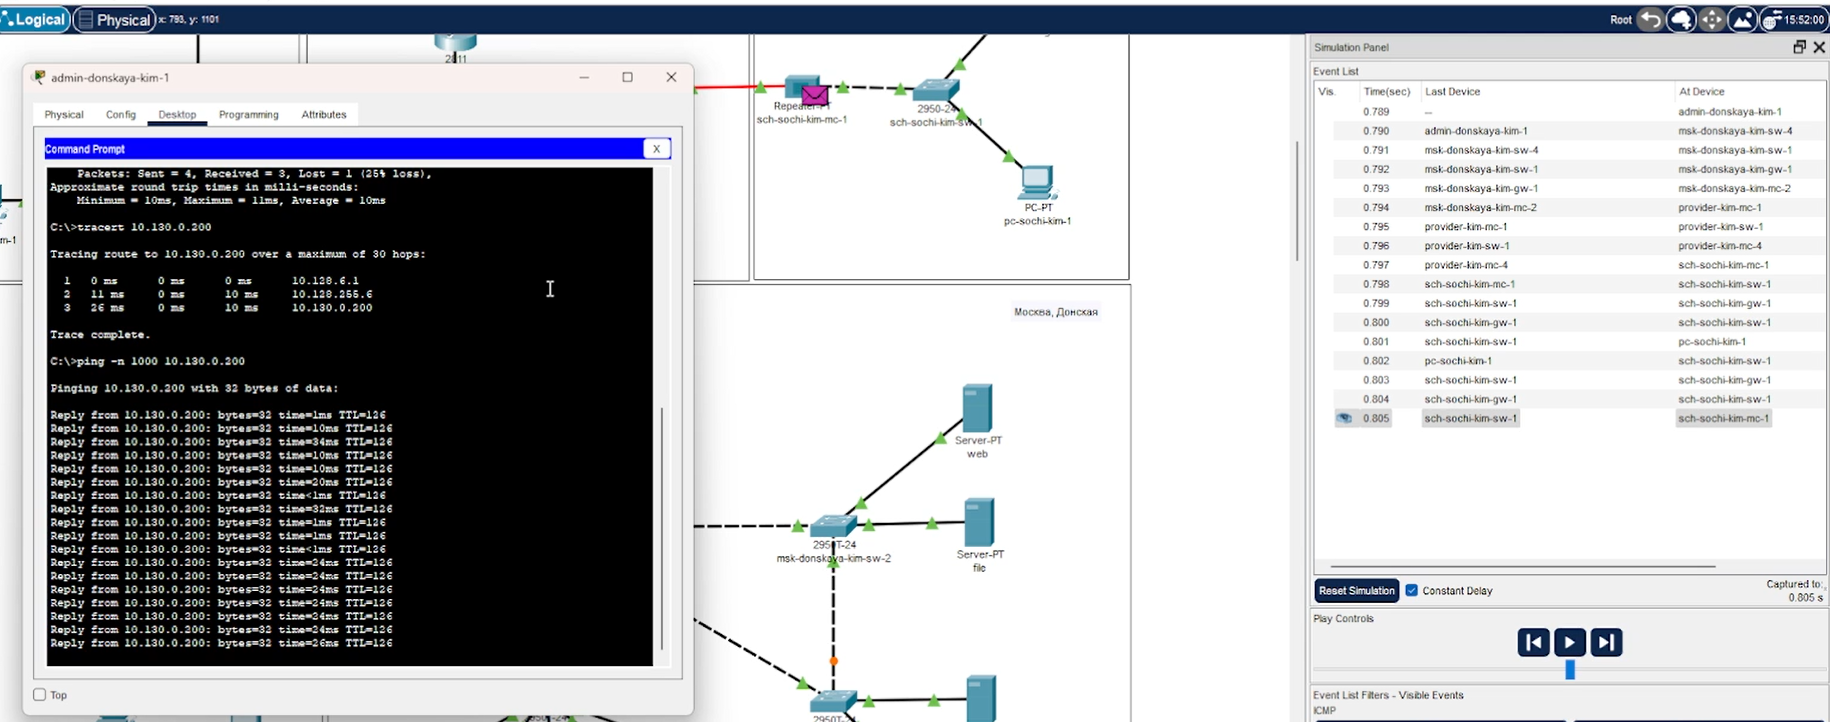 Logical Physical x: 793, y: 1101
Root 15:52:00
admin-donskaya-kim-1
Physical Config Desktop Programming Attributes
Command Prompt X
Packets: Sent = 4, Received = 3, Lost = 1 (25% loss),
Approximate round trip times in milli-seconds:
Minimum = 10ms, Maximum = 11ms, Average = 10ms
C:\>tracert 10.130.0.200
Tracing route to 10.130.0.200 over a maximum of 30 hops:
1 0 ms 0 ms 0 ms 10.128.6.1
2 11 ms 0 ms 10 ms 10.128.255.6
3 26 ms 0 ms 10 ms 10.130.0.200
Trace complete.
C:\>ping -n 1000 10.130.0.200
Pinging 10.130.0.200 with 32 bytes of data:
Reply from 10.130.0.200: bytes=32 time=1ms TTL=126
Reply from 10.130.0.200: bytes=32 time=10ms TTL=126
Reply from 10.130.0.200: bytes=32 time=34ms TTL=126
Reply from 10.130.0.200: bytes=32 time=10ms TTL=126
Reply from 10.130.0.200: bytes=32 time=10ms TTL=126
Reply from 10.130.0.200: bytes=32 time=20ms TTL=126
Reply from 10.130.0.200: bytes=32 time<1ms TTL=126
Reply from 10.130.0.200: bytes=32 time=32ms TTL=126
Reply from 10.130.0.200: bytes=32 time=1ms TTL=126
Reply from 10.130.0.200: bytes=32 time=1ms TTL=126
Reply from 10.130.0.200: bytes=32 time<1ms TTL=126
Reply from 10.130.0.200: bytes=32 time=24ms TTL=126
Reply from 10.130.0.200: bytes=32 time=24ms TTL=126
Reply from 10.130.0.200: bytes=32 time=24ms TTL=126
Reply from 10.130.0.200: bytes=32 time=24ms TTL=126
Reply from 10.130.0.200: bytes=32 time=24ms TTL=126
Reply from 10.130.0.200: bytes=32 time=24ms TTL=126
Reply from 10.130.0.200: bytes=32 time=26ms TTL=126
Top
2811
m-1
sch-sochi-kim-mc-1
2950-24
sch-sochi-kim-sw-1
PC-PT
pc-sochi-kim-1
Москва, Донская
Server-PT
web
2950T-24
msk-donskaya-kim-sw-2
Server-PT
file
2950T-24
Simulation Panel
Event List
Vis. Time(sec) Last Device At Device
0.789 -- admin-donskaya-kim-1
0.790 admin-donskaya-kim-1 msk-donskaya-kim-sw-4
0.791 msk-donskaya-kim-sw-4 msk-donskaya-kim-sw-1
0.792 msk-donskaya-kim-sw-1 msk-donskaya-kim-gw-1
0.793 msk-donskaya-kim-gw-1 msk-donskaya-kim-mc-2
0.794 msk-donskaya-kim-mc-2 provider-kim-mc-1
0.795 provider-kim-mc-1 provider-kim-sw-1
0.796 provider-kim-sw-1 provider-kim-mc-4
0.797 provider-kim-mc-4 sch-sochi-kim-mc-1
0.798 sch-sochi-kim-mc-1 sch-sochi-kim-sw-1
0.799 sch-sochi-kim-sw-1 sch-sochi-kim-gw-1
0.800 sch-sochi-kim-gw-1 sch-sochi-kim-sw-1
0.801 sch-sochi-kim-sw-1 pc-sochi-kim-1
0.802 pc-sochi-kim-1 sch-sochi-kim-sw-1
0.803 sch-sochi-kim-sw-1 sch-sochi-kim-gw-1
0.804 sch-sochi-kim-gw-1 sch-sochi-kim-sw-1
0.805 sch-sochi-kim-sw-1 sch-sochi-kim-mc-1
Reset Simulation Constant Delay Captured to:
0.805 s
Play Controls
Event List Filters - Visible Events
ICMP